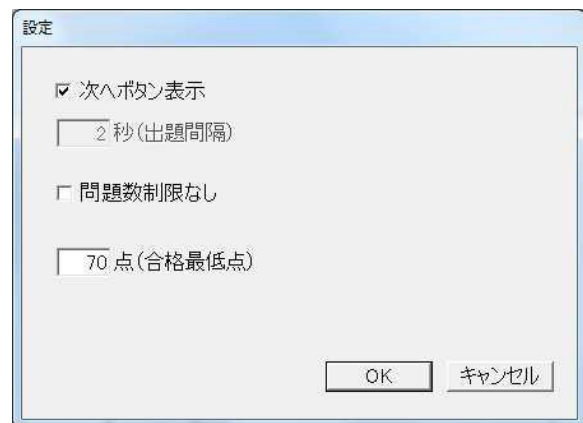 設定
次へボタン表示
2 秒(出題間隔)
問題数制限なし
70 点(合格最低点)
OK キャンセル